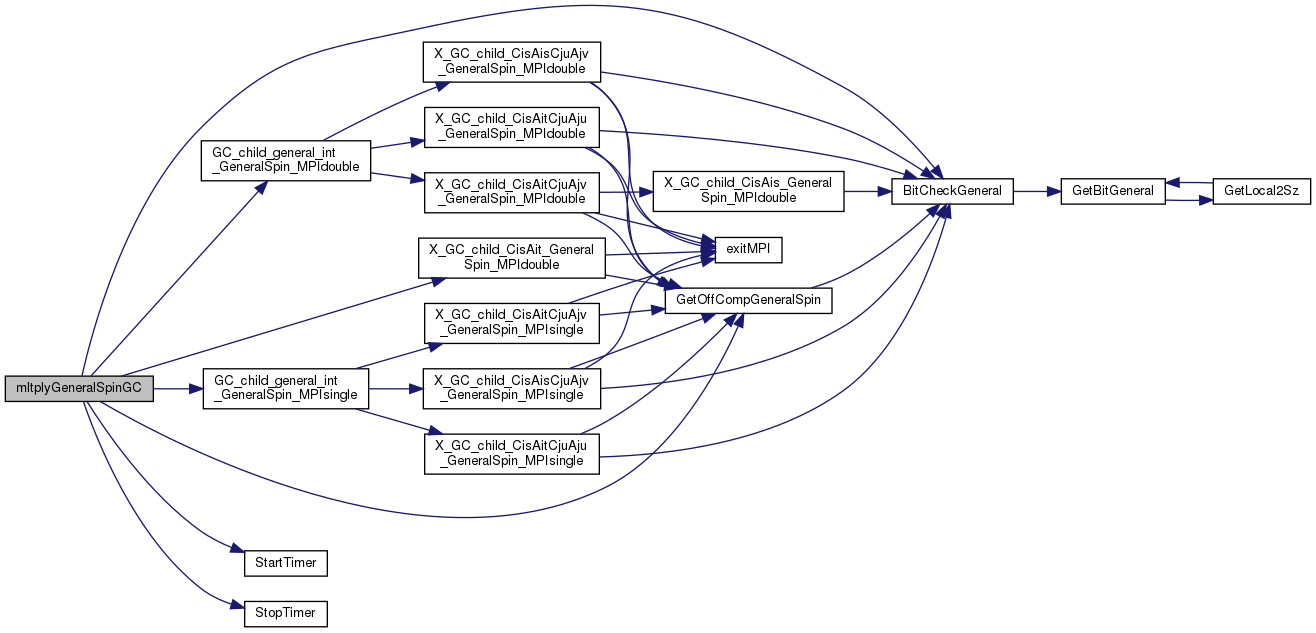 X_GC_child_CisAisCjuAjv
_GeneralSpin_MPIdouble
X_GC_child_CisAitCjuAju
_GeneralSpin_MPIdouble
GC_child_general_int
_GeneralSpin_MPIdouble
X_GC_child_CisAitCjuAjv
_GeneralSpin_MPIdouble
X_GC_child_CisAis_General
Spin_MPIdouble
BitCheckGeneral
GetBitGeneral
GetLocal2Sz
X_GC_child_CisAit_General
Spin_MPIdouble
exitMPI
GetOffCompGeneralSpin
X_GC_child_CisAitCjuAjv
_GeneralSpin_MPIsingle
mltplyGeneralSpinGC
GC_child_general_int
_GeneralSpin_MPIsingle
X_GC_child_CisAisCjuAjv
_GeneralSpin_MPIsingle
X_GC_child_CisAitCjuAju
_GeneralSpin_MPIsingle
StartTimer
StopTimer